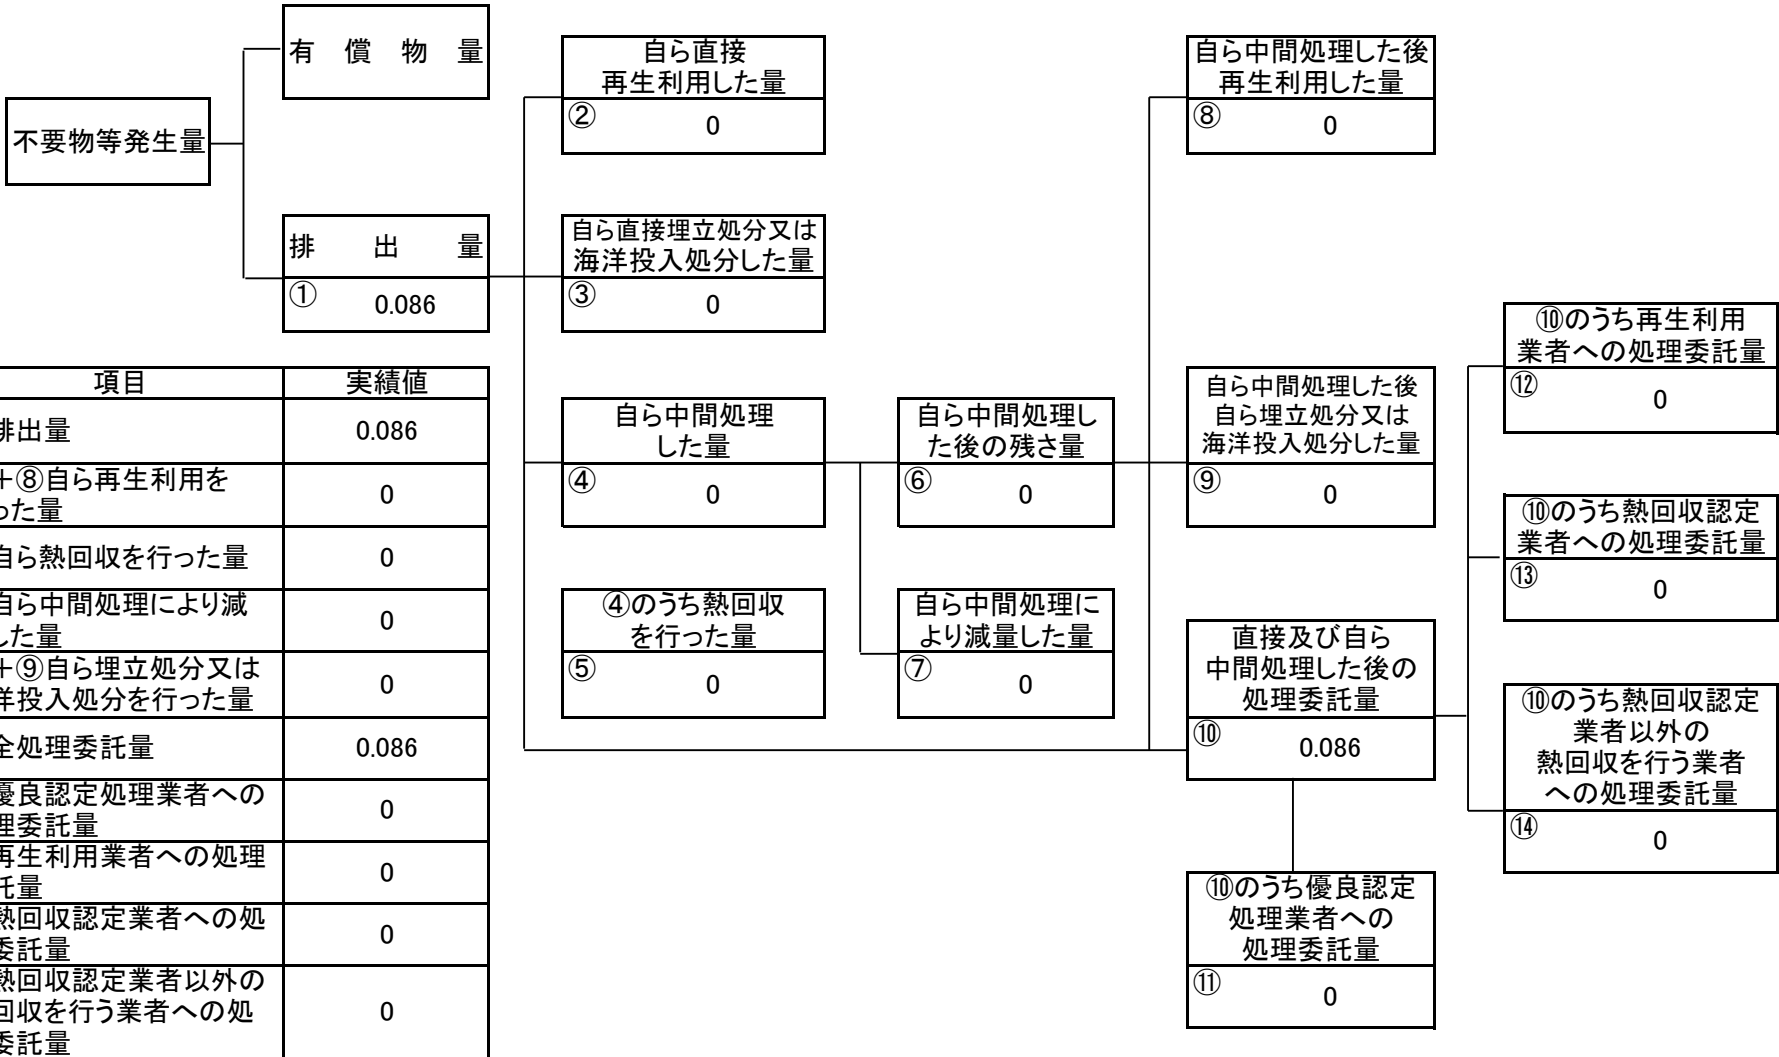 有償物量
不要物等発生量
排出量
① 0.086
自ら直接
再生利用した量
② 0
自ら直接埋立処分又は
海洋投入処分した量
③ 0
自ら中間処理
した量
④ 0
④のうち熱回収
を行った量
⑤ 0
自ら中間処理し
た後の残さ量
⑥ 0
自ら中間処理に
より減量した量
⑦ 0
自ら中間処理した後
再生利用した量
⑧ 0
自ら中間処理した後
自ら埋立処分又は
海洋投入処分した量
⑨ 0
直接及び自ら
中間処理した後の
処理委託量
⑩ 0.086
⑩のうち優良認定
処理業者への
処理委託量
⑪ 0
⑩のうち再生利用
業者への処理委託量
⑫ 0
⑩のうち熱回収認定
業者への処理委託量
⑬ 0
⑩のうち熱回収認定
業者以外の
熱回収を行う業者
への処理委託量
⑭ 0
項目 実績値
排出量 0.086
+⑧自ら再生利用を
った量 0
自ら熱回収を行った量 0
自ら中間処理により減
した量 0
+⑨自ら埋立処分又は
洋投入処分を行った量 0
全処理委託量 0.086
優良認定処理業者への
理委託量 0
再生利用業者への処理
託量 0
熱回収認定業者への処
委託量 0
熱回収認定業者以外の
回収を行う業者への処
委託量 0